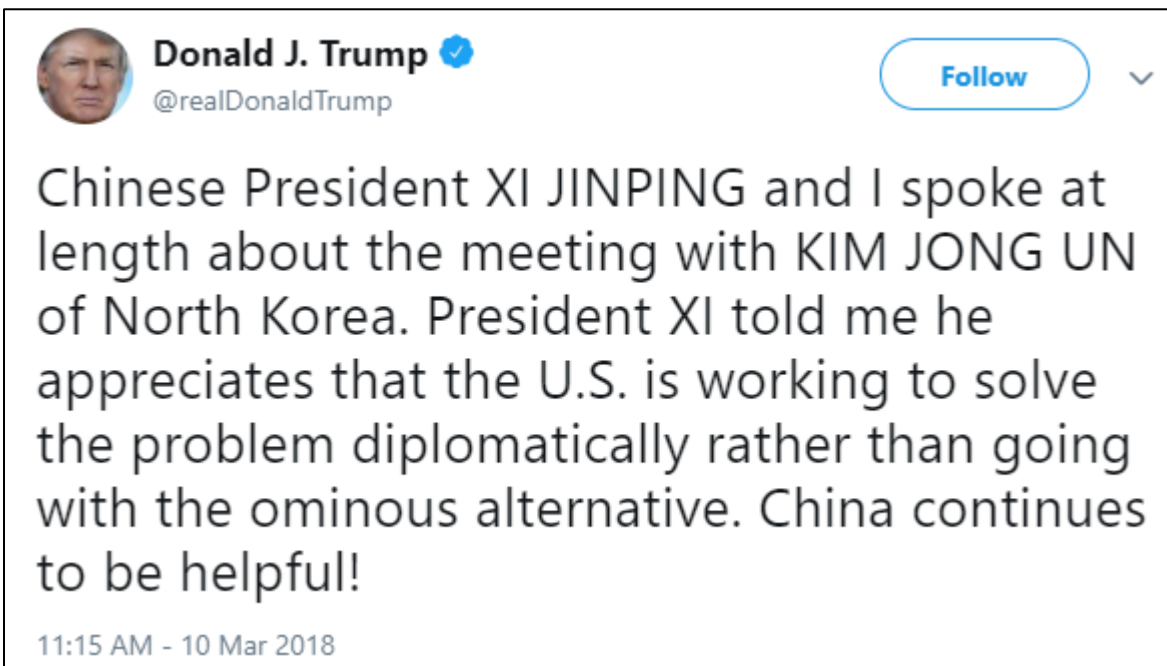 Donald J. Trump
@realDonaldTrump
Follow
Chinese President XI JINPING and I spoke at
length about the meeting with KIM JONG UN
of North Korea. President XI told me he
appreciates that the U.S. is working to solve
the problem diplomatically rather than going
with the ominous alternative. China continues
to be helpful!
11:15 AM - 10 Mar 2018